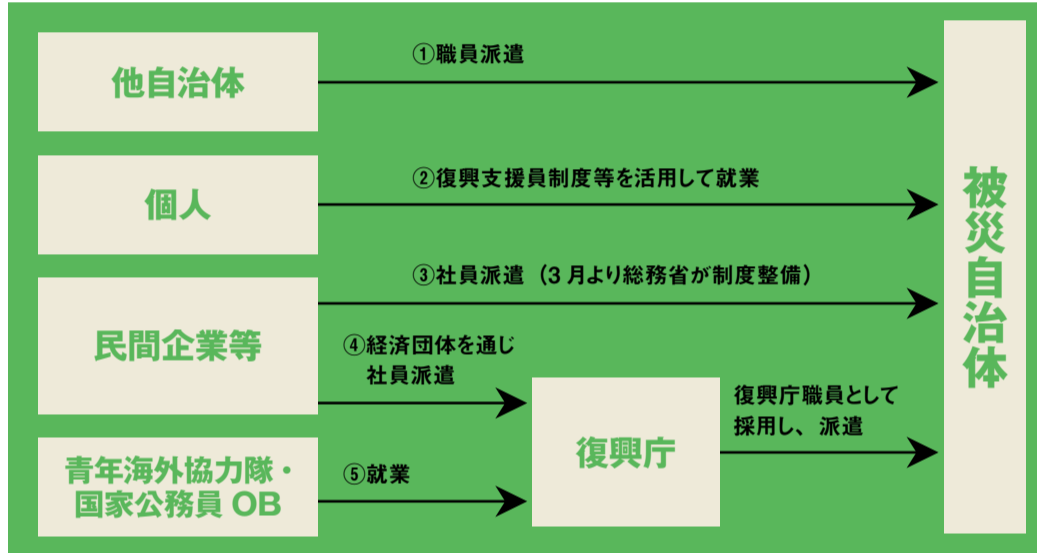 他自治体
①職員派遣
個人
②復興支援員制度等を活用して就業
民間企業等
③社員派遣（3月より総務省が制度整備）
④経済団体を通じ
社員派遣
青年海外協力隊・
国家公務員 OB
⑤就業
復興庁
復興庁職員として
採用し、派遣
被災自治体